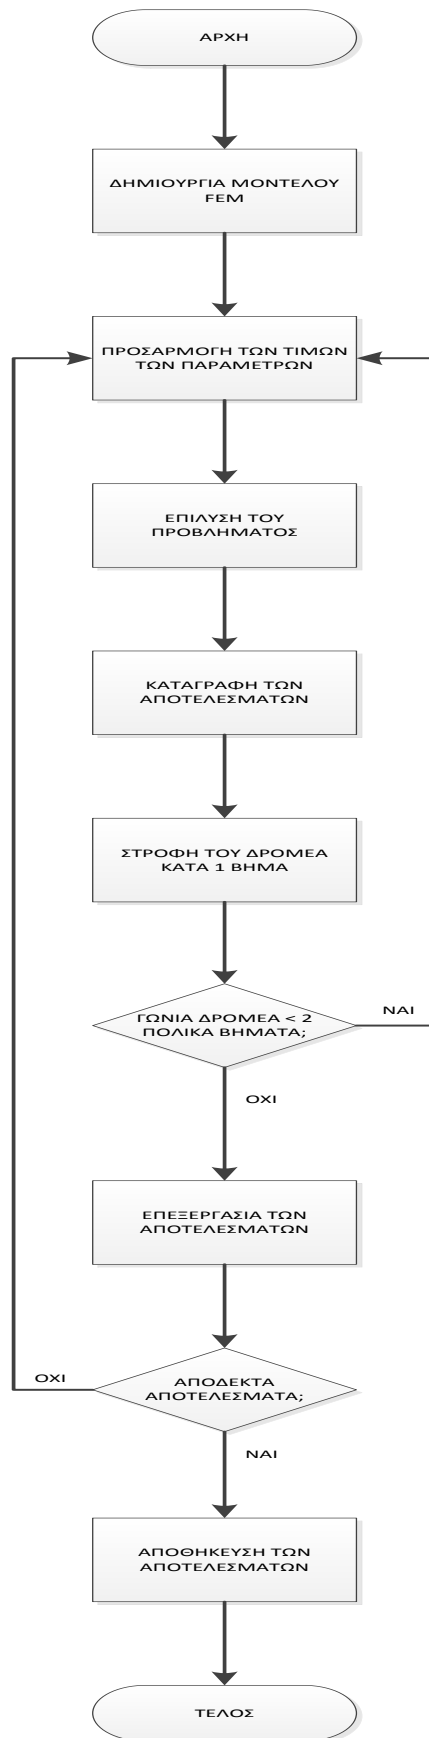 ΑΡΧΗ
ΔΗΜΙΟΥΡΓΙΑ ΜΟΝΤΕΛΟΥ
FEM
ΠΡΟΣΑΡΜΟΓΗ ΤΩΝ ΤΙΜΩΝ
ΤΩΝ ΠΑΡΑΜΕΤΡΩΝ
ΕΠΙΛΥΣΗ ΤΟΥ
ΠΡΟΒΛΗΜΑΤΟΣ
ΚΑΤΑΓΡΑΦΗ ΤΩΝ
ΑΠΟΤΕΛΕΣΜΑΤΩΝ
ΣΤΡΟΦΗ ΤΟΥ ΔΡΟΜΕΑ
ΚΑΤΑ 1 ΒΗΜΑ
ΓΩΝΙΑ ΔΡΟΜΕΑ < 2
ΠΟΛΙΚΑ ΒΗΜΑΤΑ;
ΝΑΙ
ΟΧΙ
ΕΠΕΞΕΡΓΑΣΙΑ ΤΩΝ
ΑΠΟΤΕΛΕΣΜΑΤΩΝ
ΑΠΟΔΕΚΤΑ
ΑΠΟΤΕΛΕΣΜΑΤΑ;
ΟΧΙ
ΝΑΙ
ΑΠΟΘΗΚΕΥΣΗ ΤΩΝ
ΑΠΟΤΕΛΕΣΜΑΤΩΝ
ΤΕΛΟΣ